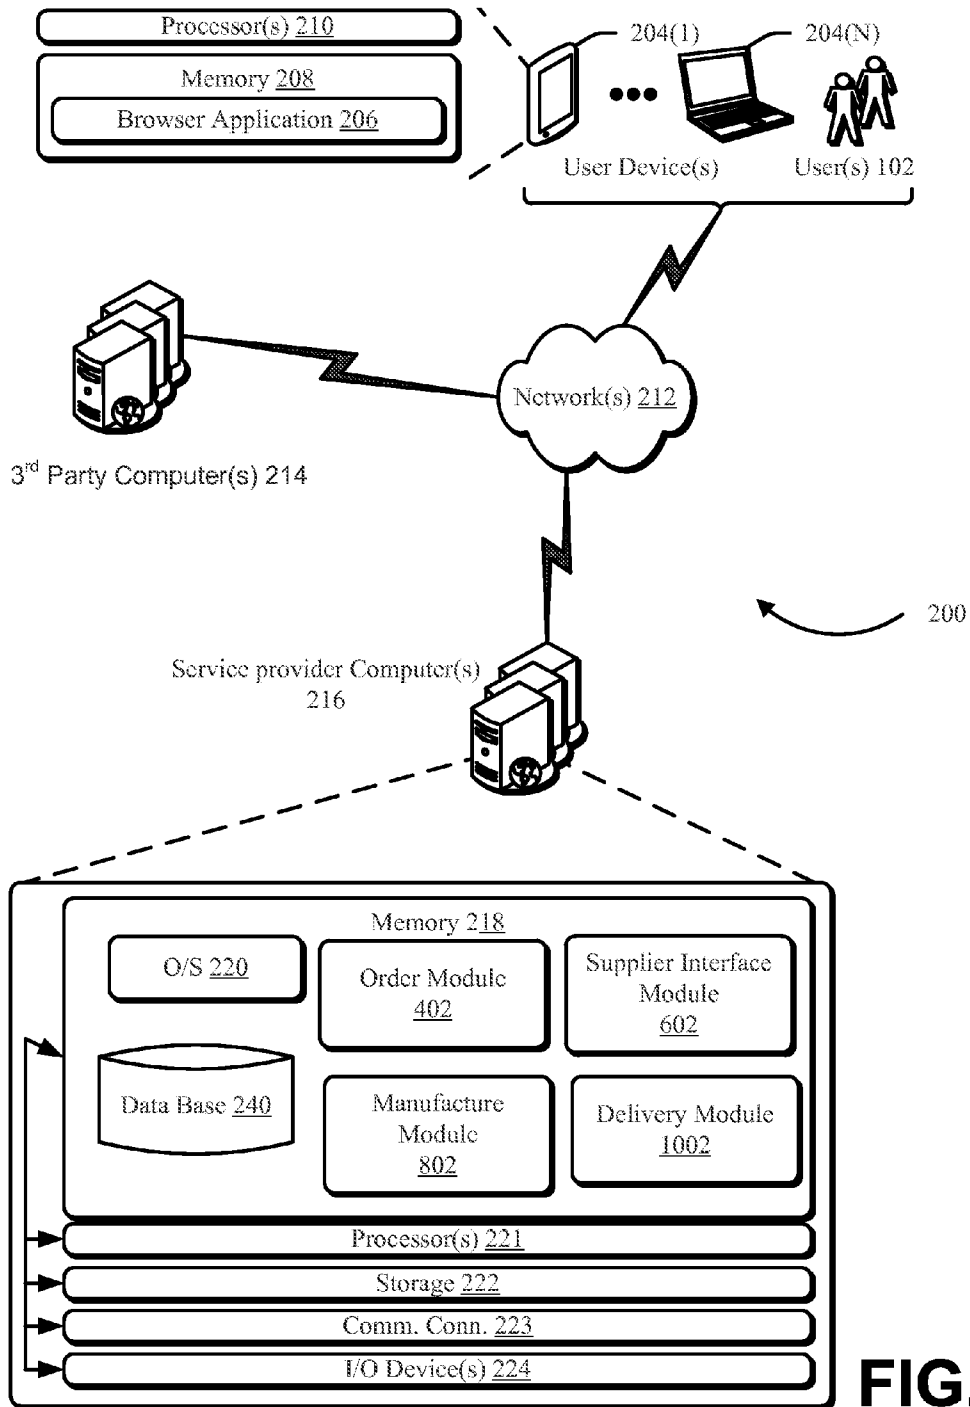 Processor(s) 210
Memory 208
Browser Application 206
204(1)
204(N)
User Device(s)
User(s) 102
Network(s) 212
3rd Party Computer(s) 214
200
Service provider Computer(s)
216
Memory 218
O/S 220
Order Module
402
Supplier Interface
Module
602
Data Base 240
Manufacture
Module
802
Delivery Module
1002
Processor(s) 221
Storage 222
Comm. Conn. 223
I/O Device(s) 224
FIG.